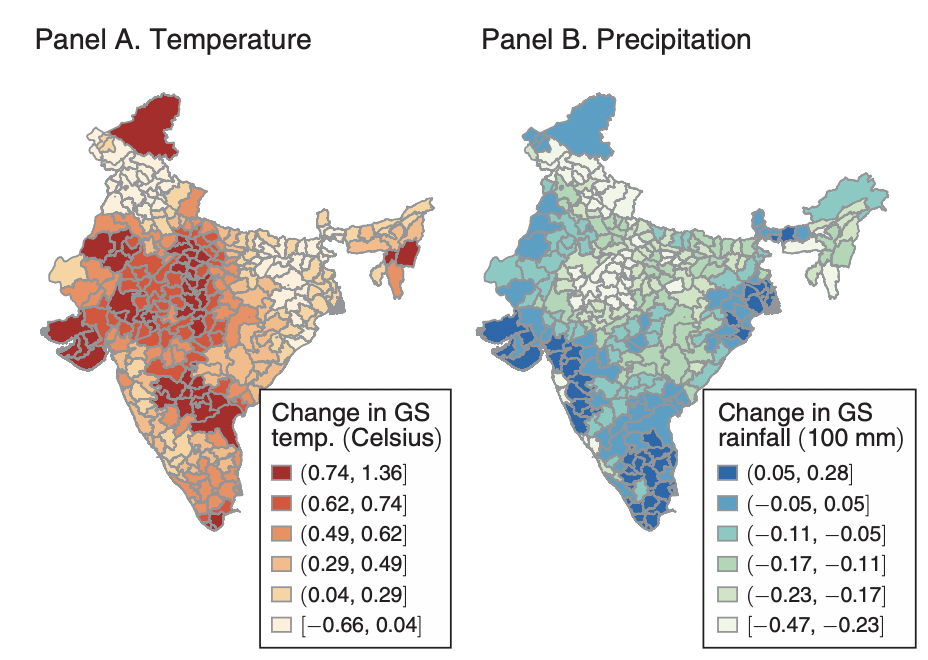 Panel A. Temperature
Panel B. Precipitation
Change in GS
temp. (Celsius)
(0.74, 1.36]
(0.62, 0.74]
(0.49, 0.62]
(0.29, 0.49]
(0.04, 0.29]
[−0.66, 0.04]
Change in GS
rainfall (100 mm)
(0.05, 0.28]
(−0.05, 0.05]
(−0.11, −0.05]
(−0.17, −0.11]
(−0.23, −0.17]
[−0.47, −0.23]